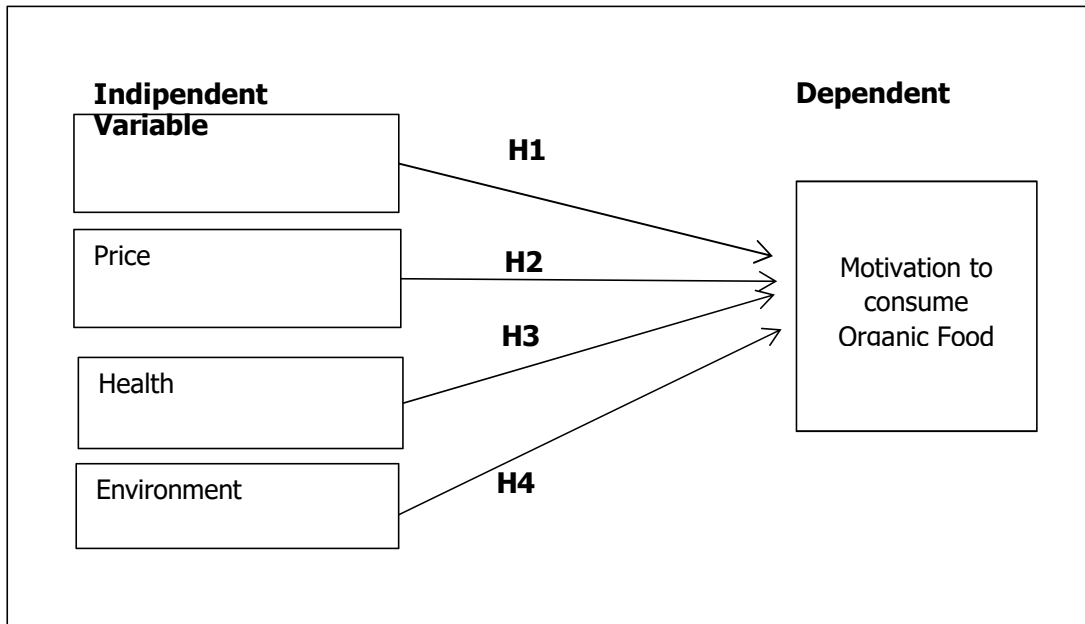 Indipendent
Variable
Dependent
H1
Price
H2
Motivation to
consume
Organic Food
H3
Health
Environment
H4